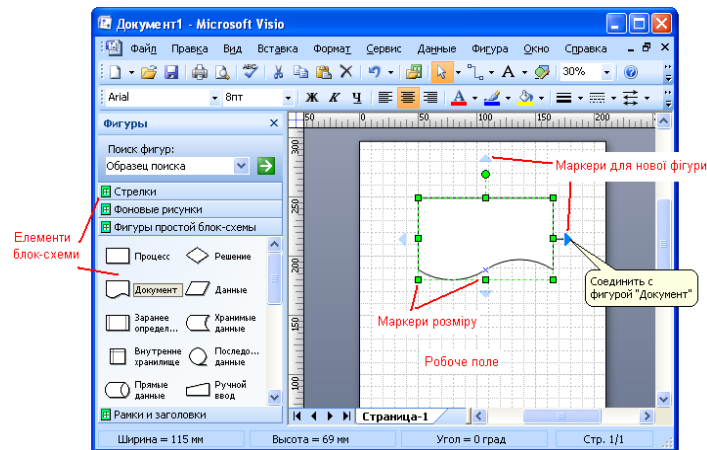 Документ1 - Microsoft Visio
Файл Правка Вид Вставка Формат Сервис Данные Фигура Окно Справка
30%
Arial 8пт Ж К Ч
Фигуры
Поиск фигур:
Образец поиска
Стрелки
Фоновые рисунки
Фигуры простой блок-схемы
Процесс Решение
Документ Данные
Заранее определ... Хранимые данные
Внутренне хранилище Последо... данные
Прямые данные Ручной ввод
Рамки и заголовки
50 0 50 100 150 200
300
250
200
150
100
Елементи
блок-схеми
Маркери для нової фігури
Соединить с
фигурой "Документ"
Маркери розміру
Робоче поле
Страница-1
Ширина = 115 мм Высота = 69 мм Угол = 0 град Стр. 1/1